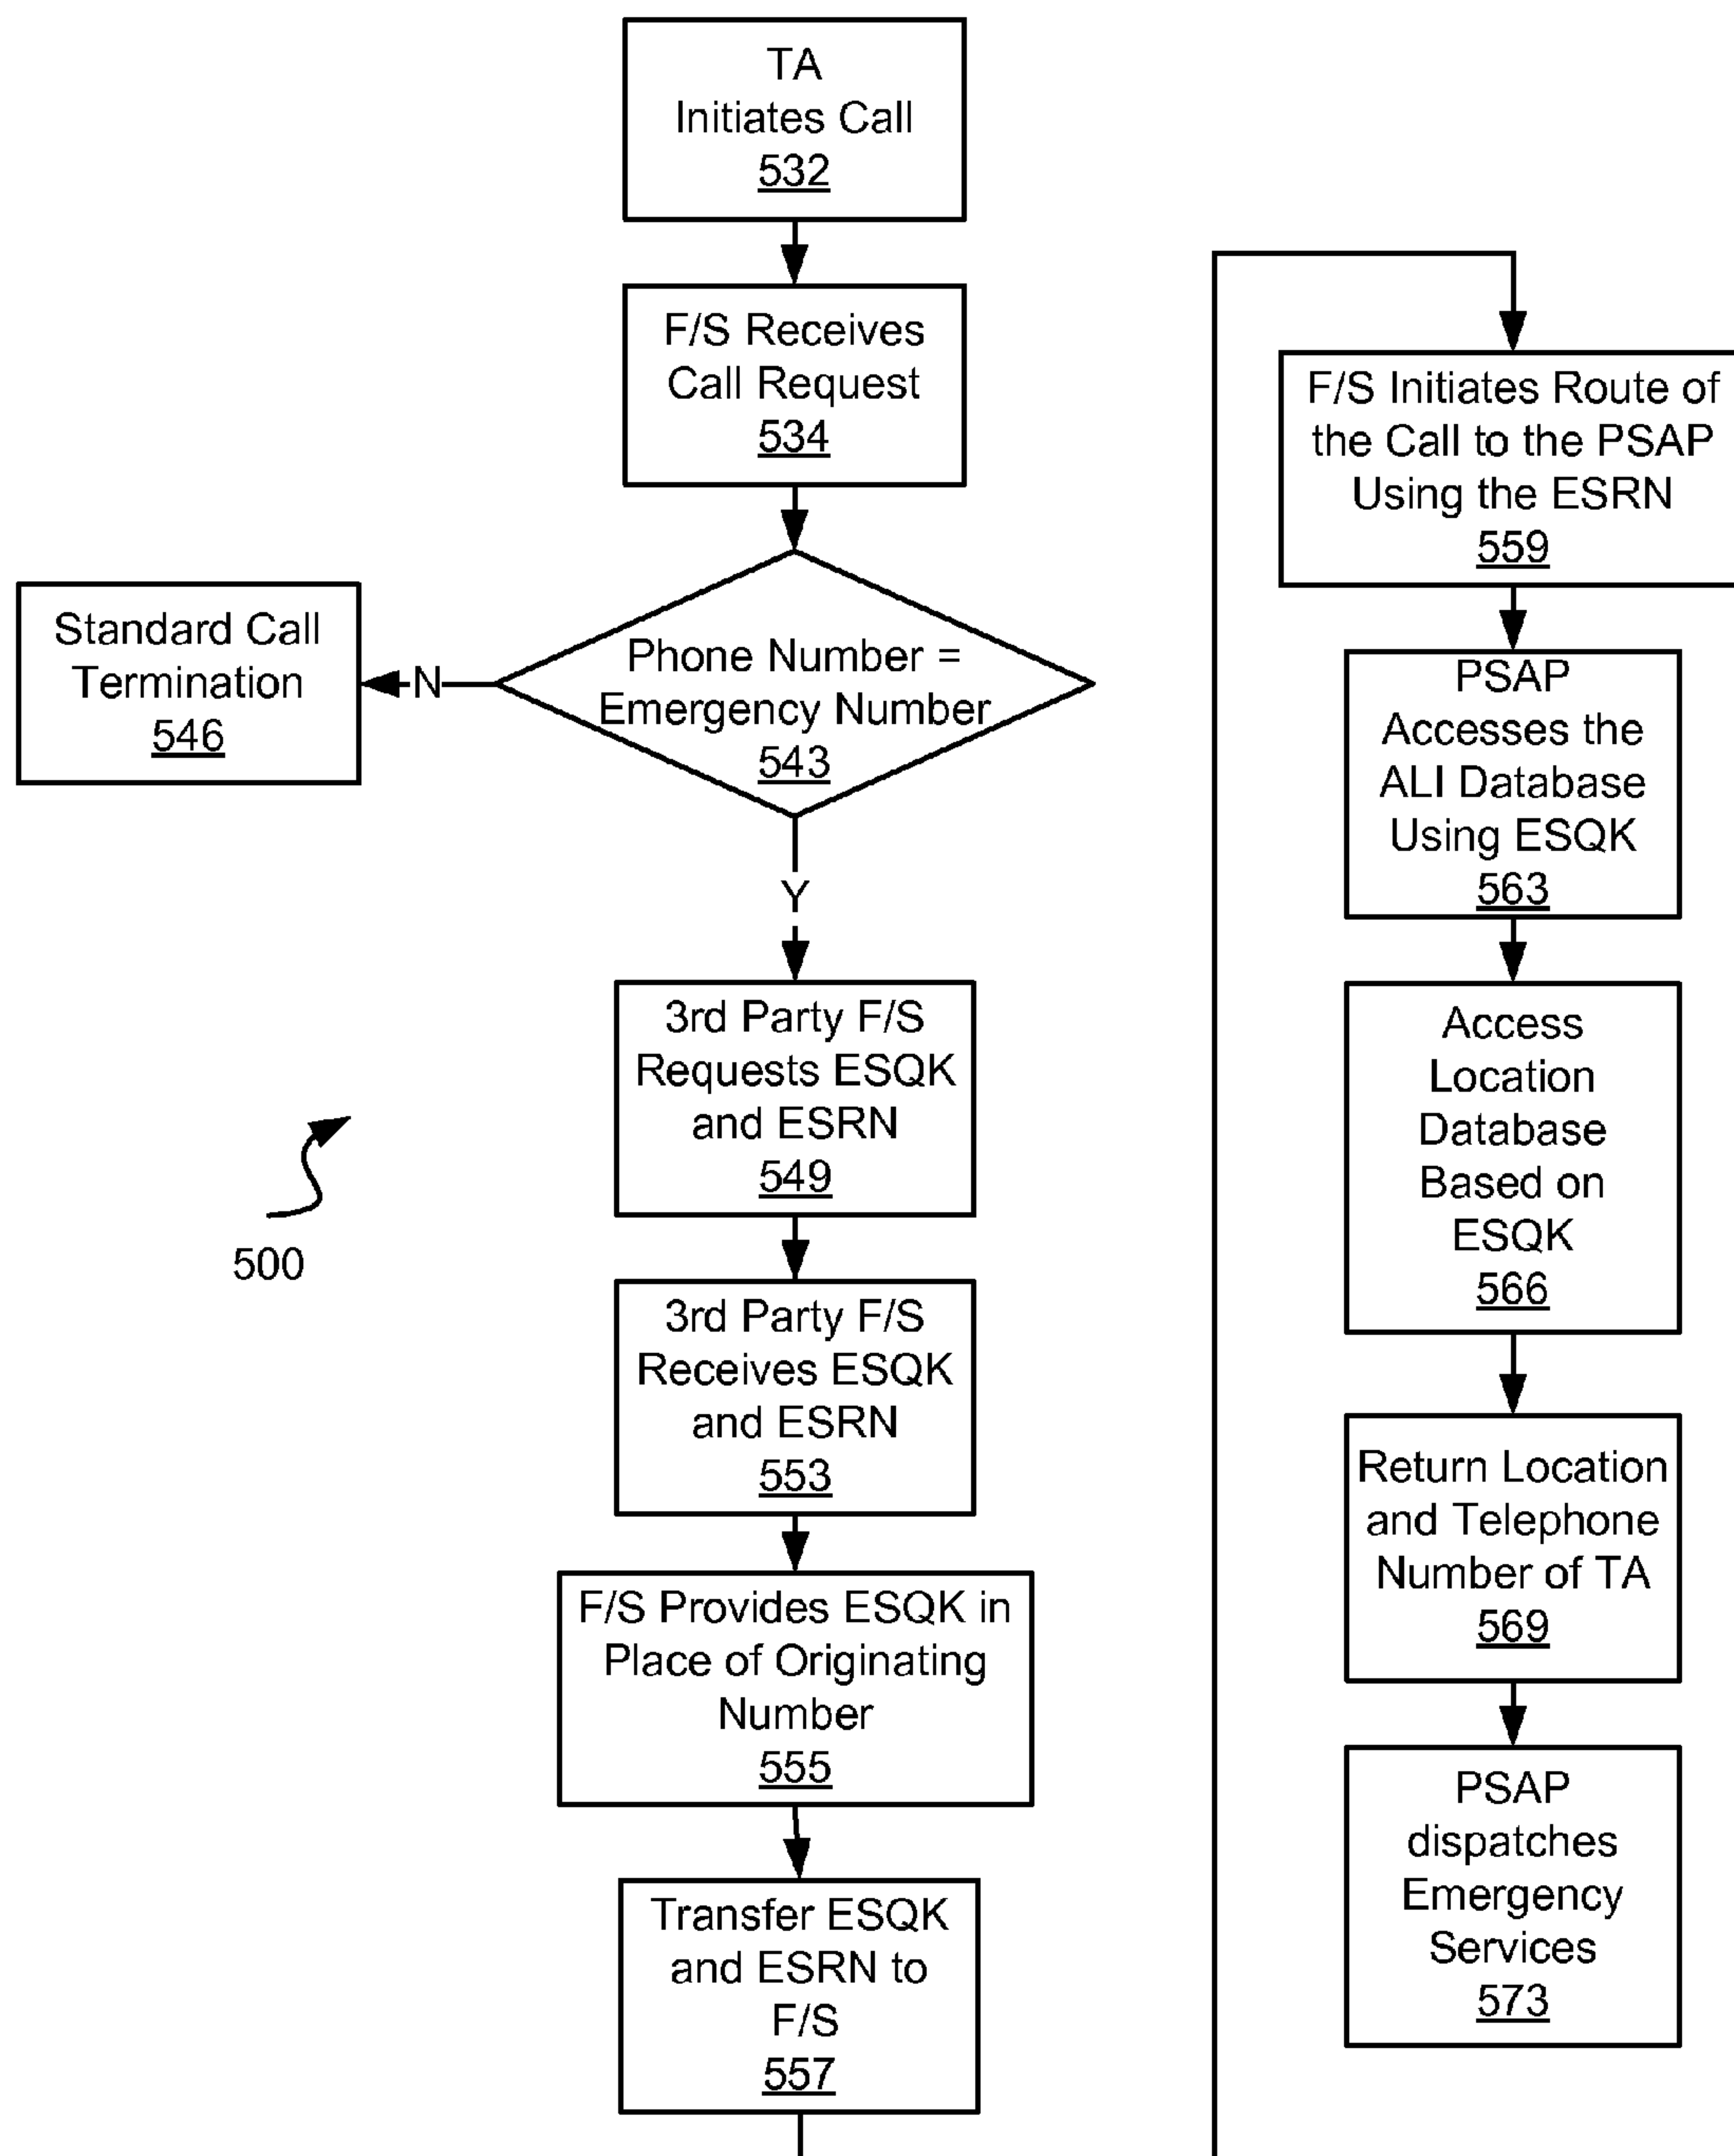 TA
Initiates Call
532
F/S Receives
Call Request
534
Phone Number =
Emergency Number
543
N
Standard Call
Termination
546
Y
3rd Party F/S
Requests ESQK
and ESRN
549
3rd Party F/S
Receives ESQK
and ESRN
553
F/S Provides ESQK in
Place of Originating
Number
555
Transfer ESQK
and ESRN to
F/S
557
500
F/S Initiates Route of
the Call to the PSAP
Using the ESRN
559
PSAP
Accesses the
ALI Database
Using ESQK
563
Access
Location
Database
Based on
ESQK
566
Return Location
and Telephone
Number of TA
569
PSAP
dispatches
Emergency
Services
573